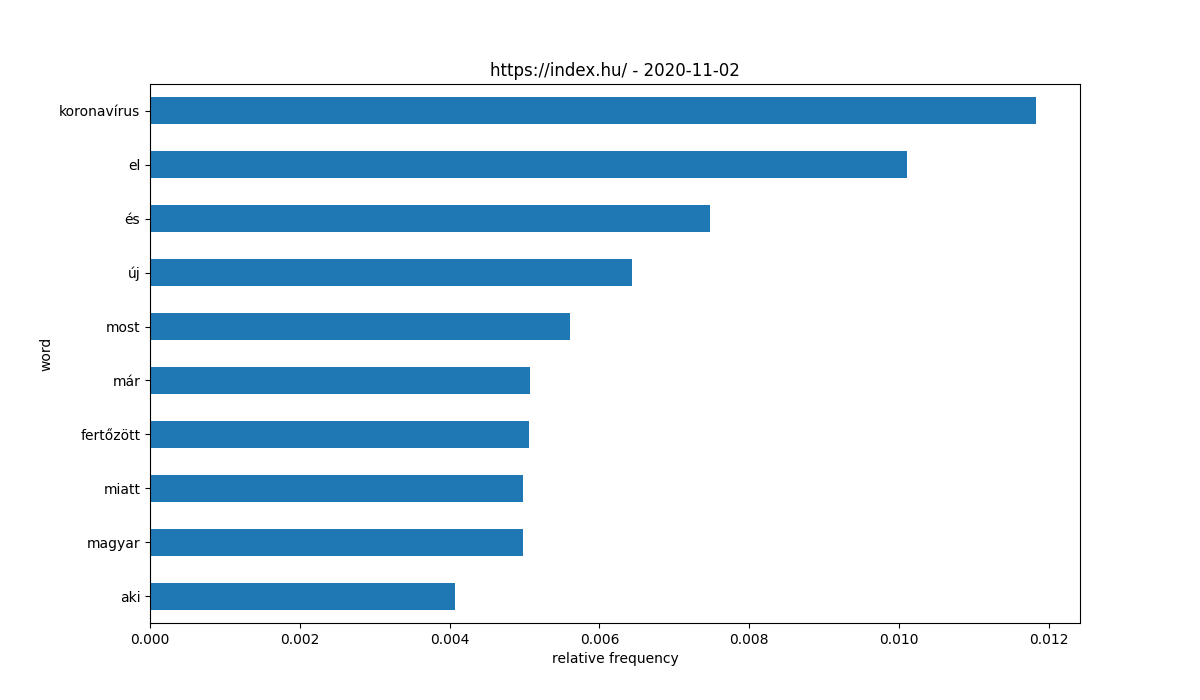 https://index.hu/ - 2020-11-02
koronavírus
el
és
új
most
már
fertőzött
miatt
magyar
aki
word
0.000 0.002 0.004 0.006 0.008 0.010 0.012
relative frequency